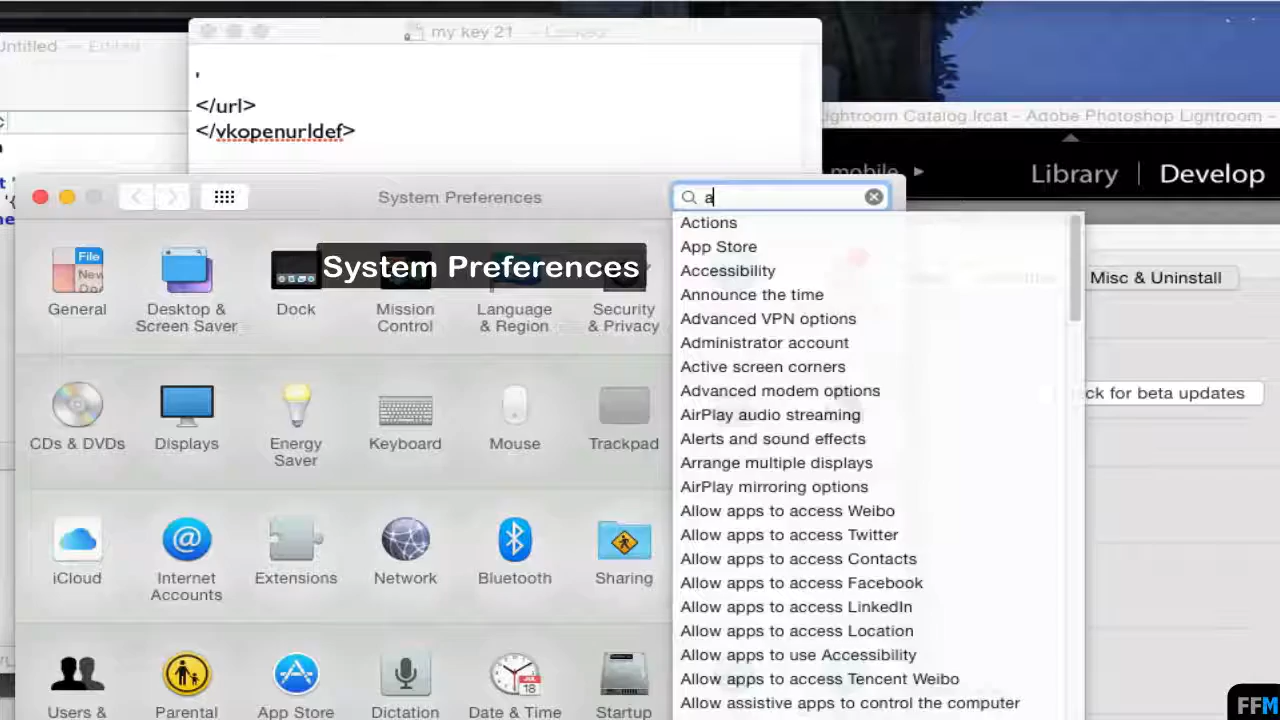 Untitled — Edited
my key 21 — Locked
'
</url>
</vkopenurldef>
Lightroom Catalog.lrcat - Adobe Photoshop Lightroom -
mobile
Library | Develop
System Preferences
a
File
New
General
Desktop &
Screen Saver
Dock
System Preferences
Mission
Control
Language
& Region
Security
& Privacy
CDs & DVDs
Displays
Energy
Saver
Keyboard
Mouse
Trackpad
iCloud
Internet
Accounts
Extensions
Network
Bluetooth
Sharing
Users &
Parental
App Store
Dictation
JUL
18
Date & Time
Startup
Actions
App Store
Accessibility
Announce the time
Advanced VPN options
Administrator account
Active screen corners
Advanced modem options
AirPlay audio streaming
Alerts and sound effects
Arrange multiple displays
AirPlay mirroring options
Allow apps to access Weibo
Allow apps to access Twitter
Allow apps to access Contacts
Allow apps to access Facebook
Allow apps to access LinkedIn
Allow apps to access Location
Allow apps to use Accessibility
Allow apps to access Tencent Weibo
Allow assistive apps to control the computer
Misc & Uninstall
ck for beta updates
FFM